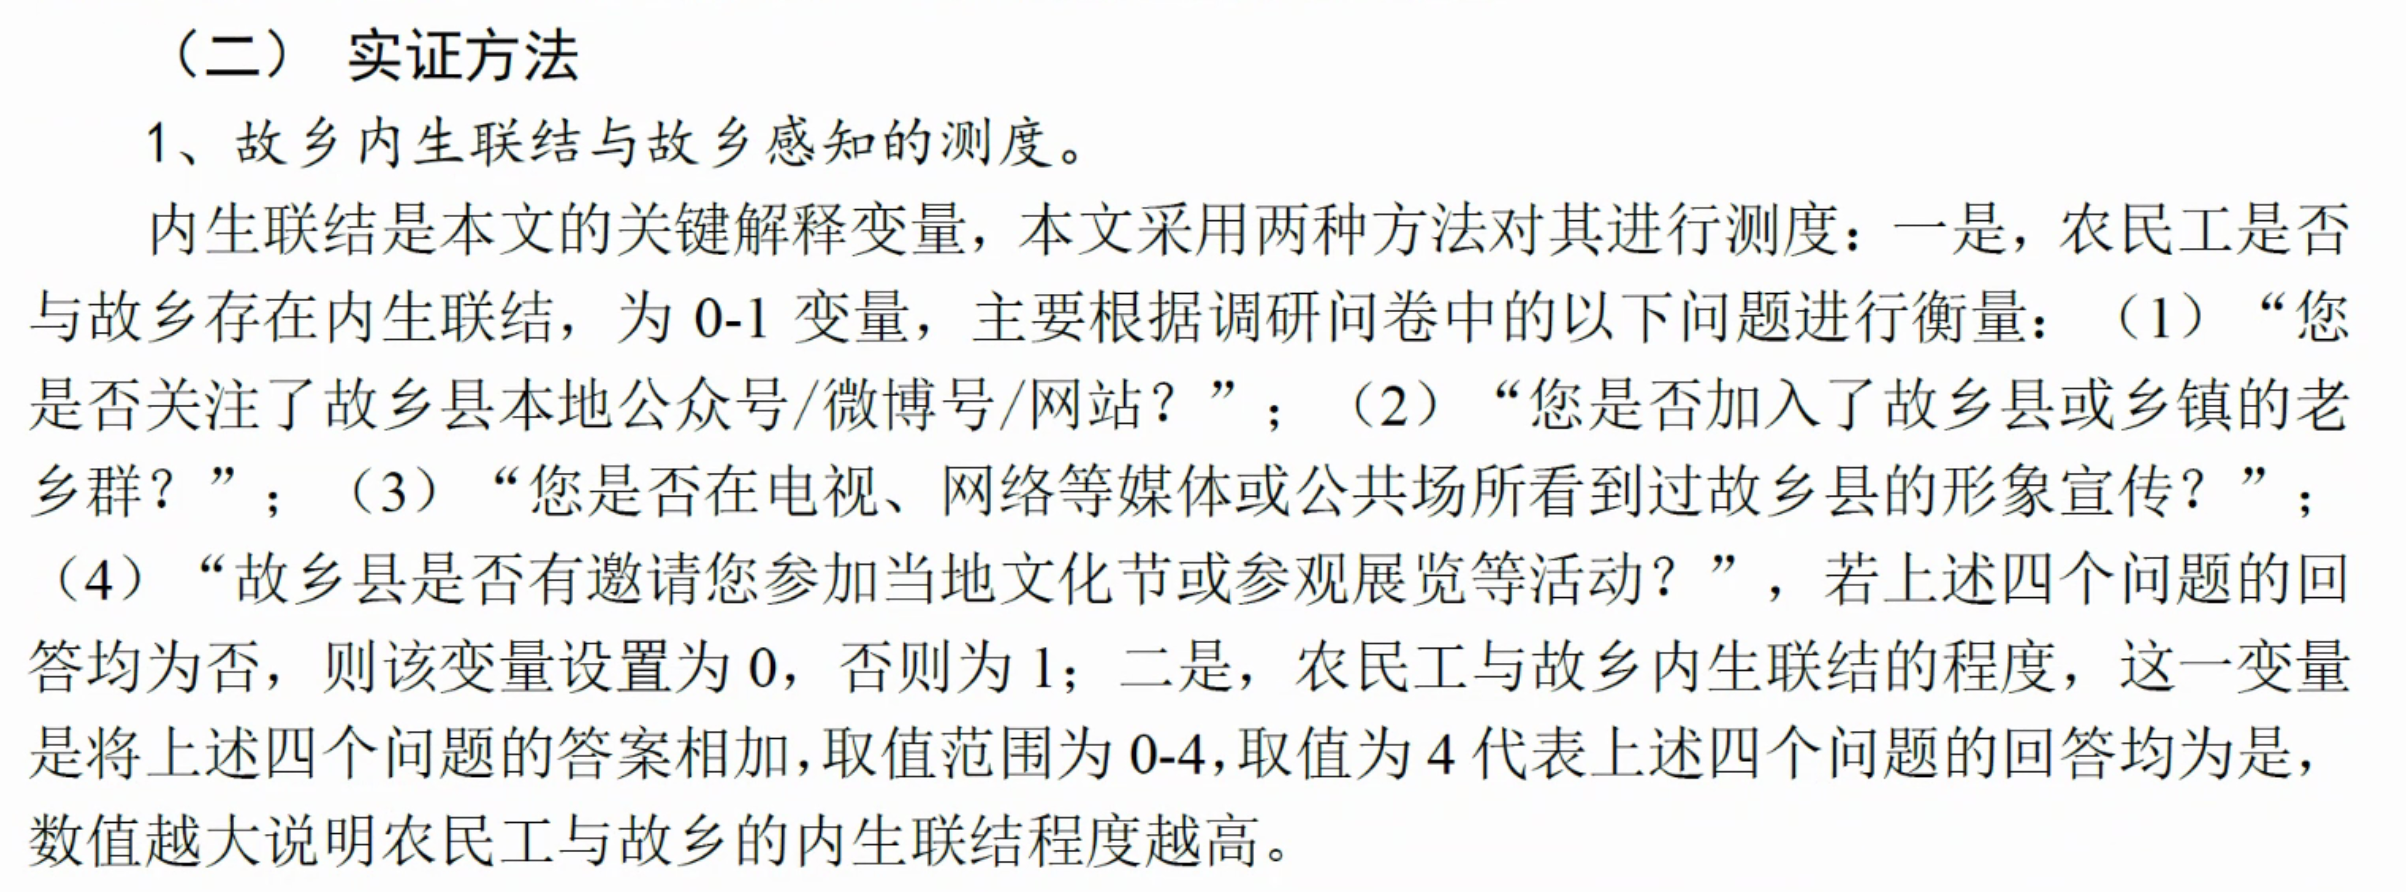 （二） 实证方法
1、故乡内生联结与故乡感知的测度。
内生联结是本文的关键解释变量，本文采用两种方法对其进行测度：一是，农民工是否
与故乡存在内生联结，为 0-1 变量，主要根据调研问卷中的以下问题进行衡量：（1）“您
是否关注了故乡县本地公众号/微博号/网站？”；（2）“您是否加入了故乡县或乡镇的老
乡群？”；（3）“您是否在电视、网络等媒体或公共场所看到过故乡县的形象宣传？”；
（4）“故乡县是否有邀请您参加当地文化节或参观展览等活动？”，若上述四个问题的回
答均为否，则该变量设置为 0，否则为 1；二是，农民工与故乡内生联结的程度，这一变量
是将上述四个问题的答案相加，取值范围为 0-4，取值为 4 代表上述四个问题的回答均为是，
数值越大说明农民工与故乡的内生联结程度越高。